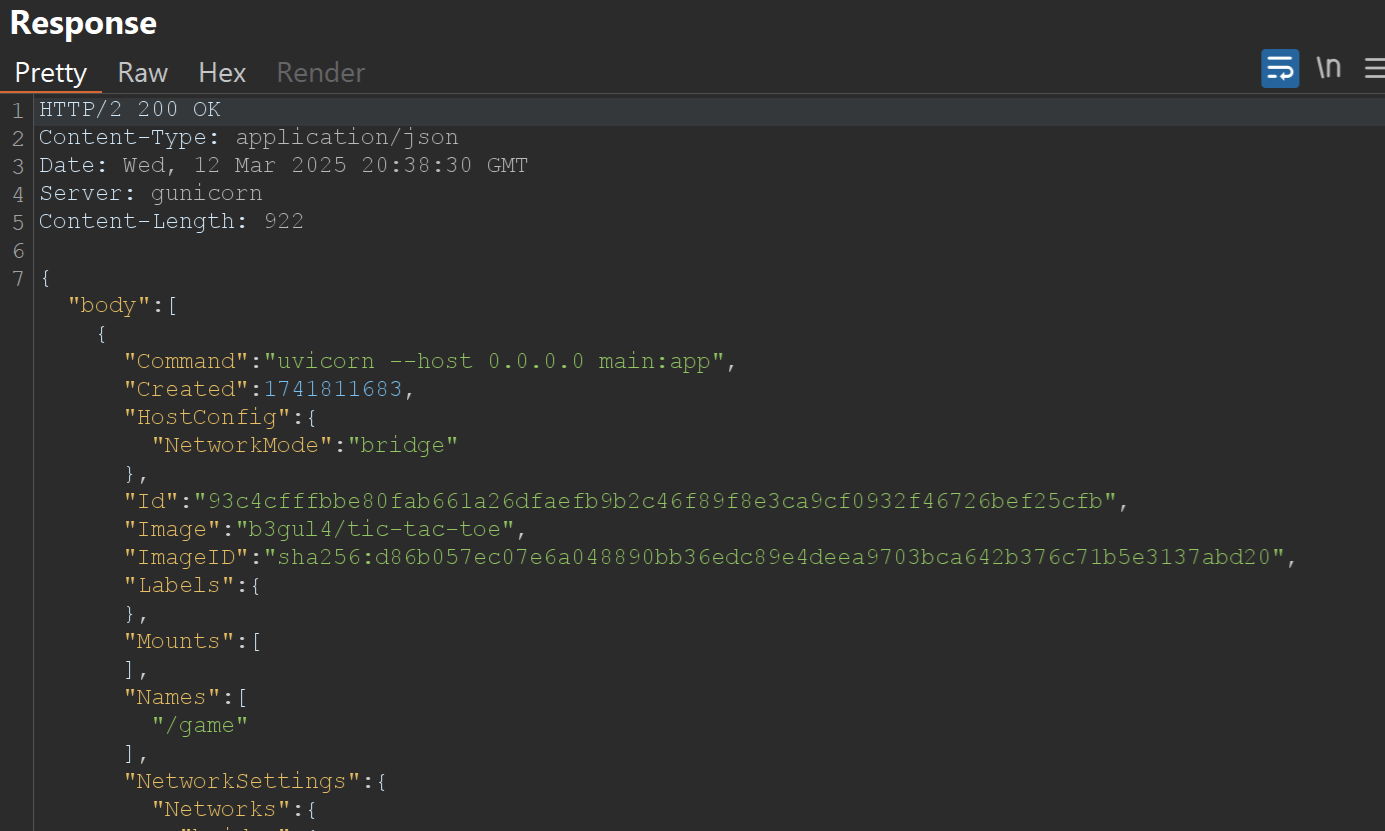 Response
Pretty Raw Hex Render \n
1 HTTP/2 200 OK
2 Content-Type: application/json
3 Date: Wed, 12 Mar 2025 20:38:30 GMT
4 Server: gunicorn
5 Content-Length: 922
6
7 {
"body":[
{
"Command":"uvicorn --host 0.0.0.0 main:app",
"Created":1741811683,
"HostConfig":{
"NetworkMode":"bridge"
},
"Id":"93c4cfffbbe80fab661a26dfaefb9b2c46f89f8e3ca9cf0932f46726bef25cfb",
"Image":"b3gul4/tic-tac-toe",
"ImageID":"sha256:d86b057ec07e6a048890bb36edc89e4deea9703bca642b376c71b5e3137abd20",
"Labels":{
},
"Mounts":[
],
"Names":[
"/game"
],
"NetworkSettings":{
"Networks":{